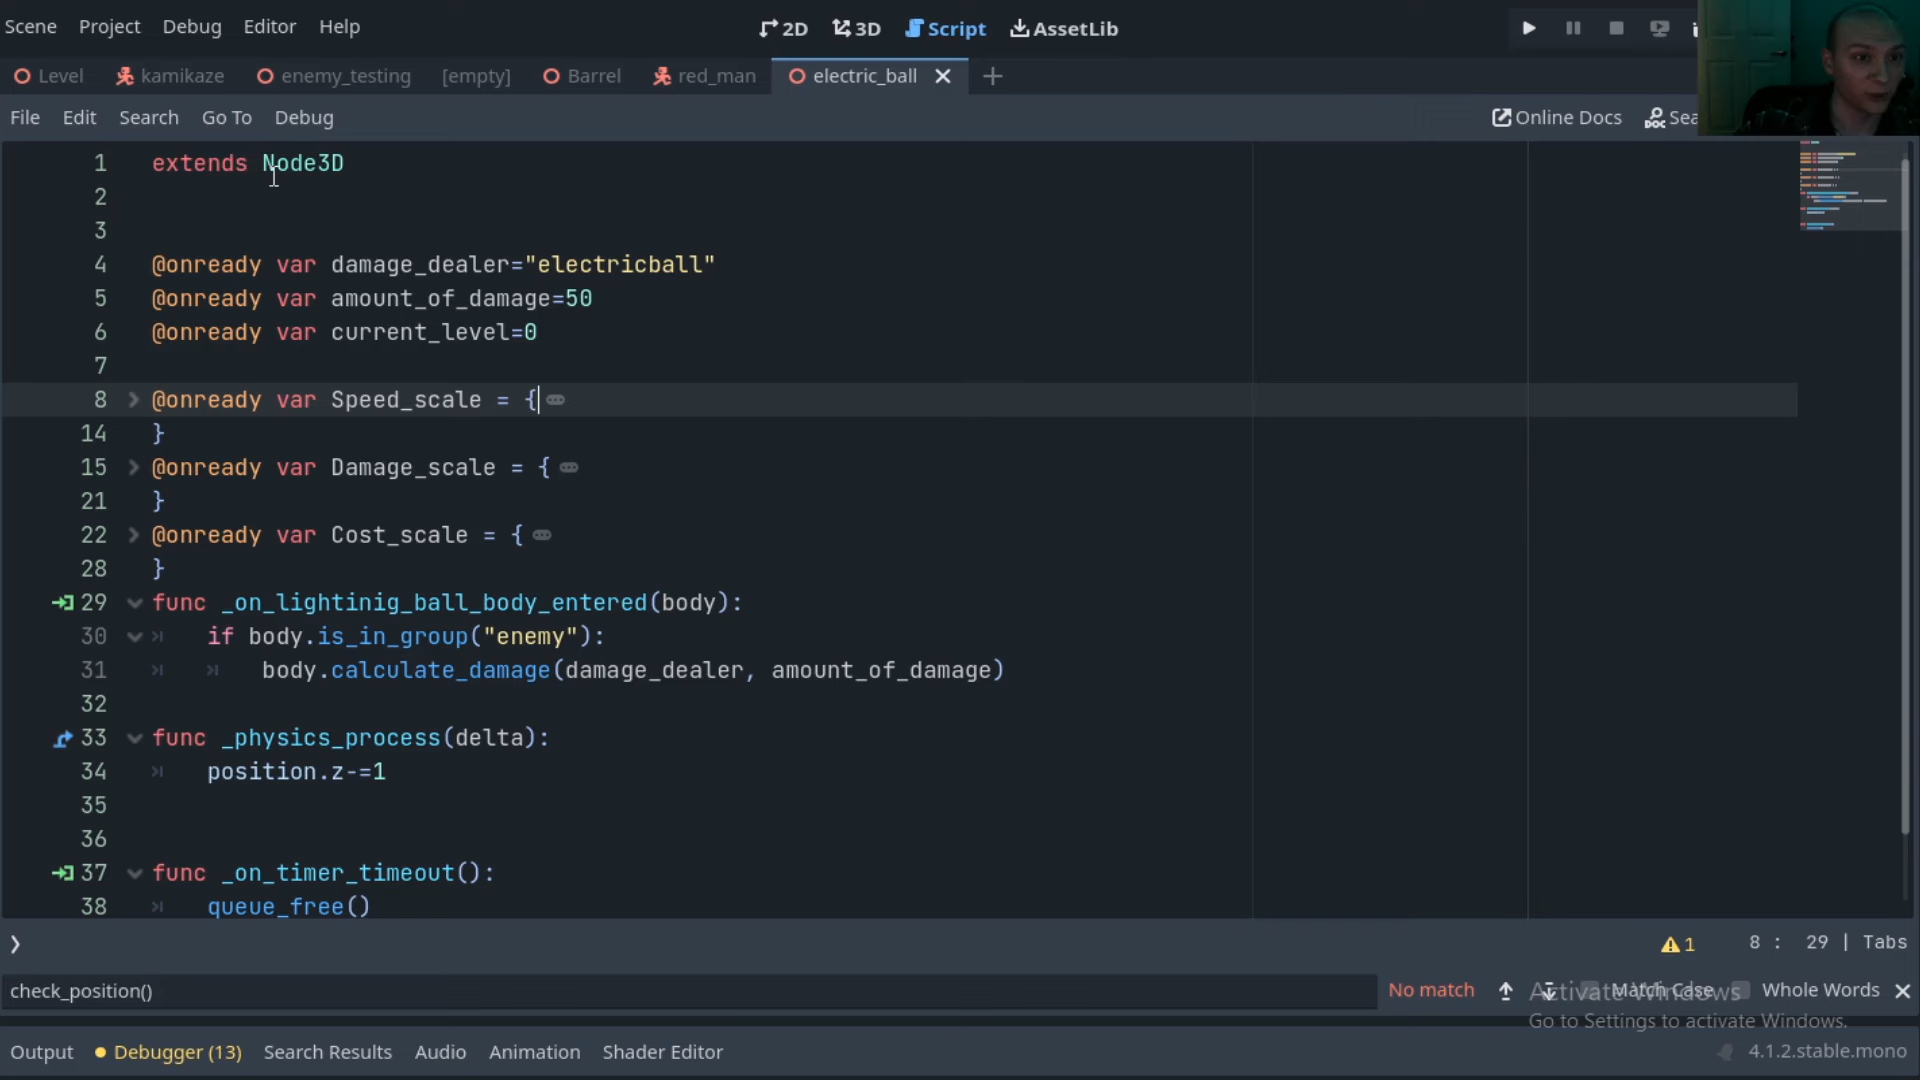 Scene Project Debug Editor Help 2D 3D Script AssetLib
Level kamikaze enemy_testing [empty] Barrel red_man electric_ball
File Edit Search Go To Debug Online Docs
1 extends Node3D
2
3
4 @onready var damage_dealer="electricball"
5 @onready var amount_of_damage=50
6 @onready var current_level=0
7
8 @onready var Speed_scale = {
14 }
15 @onready var Damage_scale = {
21 }
22 @onready var Cost_scale = {
28 }
29 func _on_lightinig_ball_body_entered(body):
30 if body.is_in_group("enemy"):
31 body.calculate_damage(damage_dealer, amount_of_damage)
32
33 func _physics_process(delta):
34 position.z-=1
35
36
37 func _on_timer_timeout():
38 queue_free()
1 8 : 29 | Tabs
check_position() No match Match Case Whole Words
Activate Windows
Go to Settings to activate Windows.
Output Debugger (13) Search Results Audio Animation Shader Editor 4.1.2.stable.mono